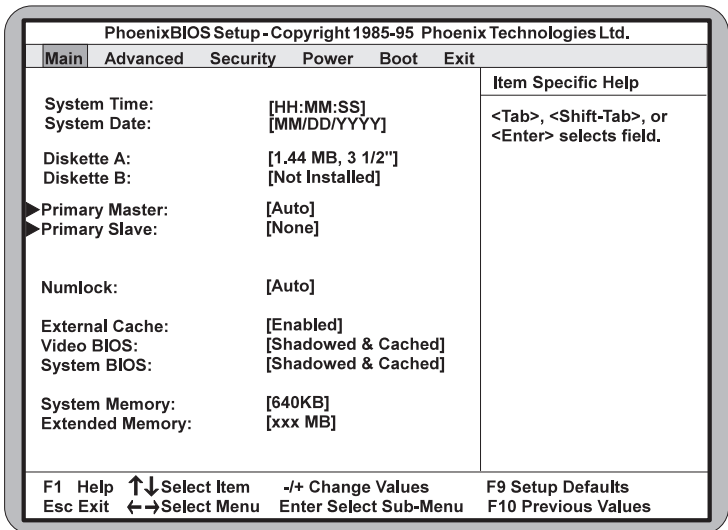 PhoenixBIOS Setup - Copyright 1985-95 Phoenix Technologies Ltd.
Main Advanced Security Power Boot Exit
Item Specific Help
System Time: [HH:MM:SS]
System Date: [MM/DD/YYYY]
<Tab>, <Shift-Tab>, or
<Enter> selects field.
Diskette A: [1.44 MB, 3 1/2"]
Diskette B: [Not Installed]
Primary Master: [Auto]
Primary Slave: [None]
Numlock: [Auto]
External Cache: [Enabled]
Video BIOS: [Shadowed & Cached]
System BIOS: [Shadowed & Cached]
System Memory: [640KB]
Extended Memory: [xxx MB]
F1 Help ↑↓ Select Item -/+ Change Values F9 Setup Defaults
Esc Exit ←→ Select Menu Enter Select Sub-Menu F10 Previous Values